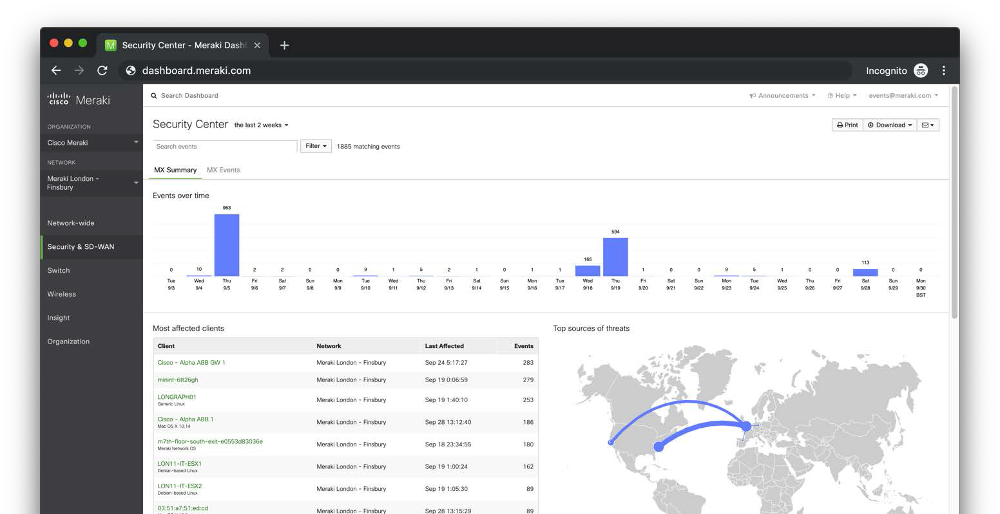 Security Center - Meraki Dash
dashboard.meraki.com
Incognito
cisco Meraki
Search Dashboard
Announcements
Help
events@meraki.com
ORGANIZATION
Cisco Meraki
NETWORK
Meraki London - Finsbury
Network-wide
Security & SD-WAN
Switch
Wireless
Insight
Organization
Security Center the last 2 weeks
Print
Download
Search events
Filter
1885 matching events
MX Summary
MX Events
Events over time
0 10 963 2 2 0 0 9 1 5 2 1 0 1 1 165 594 1 0 0 9 5 1 0 0 113 0 0
Tue Wed Thu Fri Sat Sun Mon Tue Wed Thu Fri Sat Sun Mon Tue Wed Thu Fri Sat Sun Mon Tue Wed Thu Fri Sat Sun Mon
9/3 9/4 9/5 9/6 9/7 9/8 9/9 9/10 9/11 9/12 9/13 9/14 9/15 9/16 9/17 9/18 9/19 9/20 9/21 9/22 9/23 9/24 9/25 9/26 9/27 9/28 9/29 9/30
BST
Most affected clients
Client Network Last Affected Events
Cisco - Alpha ABB GW 1 Meraki London - Finsbury Sep 24 5:17:27 283
minint-6tt26gh Meraki London - Finsbury Sep 19 0:06:59 279
LONGRAPH01 Meraki London - Finsbury Sep 19 1:40:10 253
Generic Linux
Cisco - Alpha ABB 1 Meraki London - Finsbury Sep 28 13:12:40 186
Mac OS X 10.14
m7th-floor-south-exit-e0553d83036e Meraki London - Finsbury Sep 18 23:34:55 180
Meraki Network OS
LON11-IT-ESX1 Meraki London - Finsbury Sep 19 1:00:24 162
Debian-based Linux
LON11-IT-ESX2 Meraki London - Finsbury Sep 19 1:05:30 89
Debian-based Linux
03:51:a7:51:ed:cd Meraki London - Finsbury Sep 28 13:15:29 89
Top sources of threats